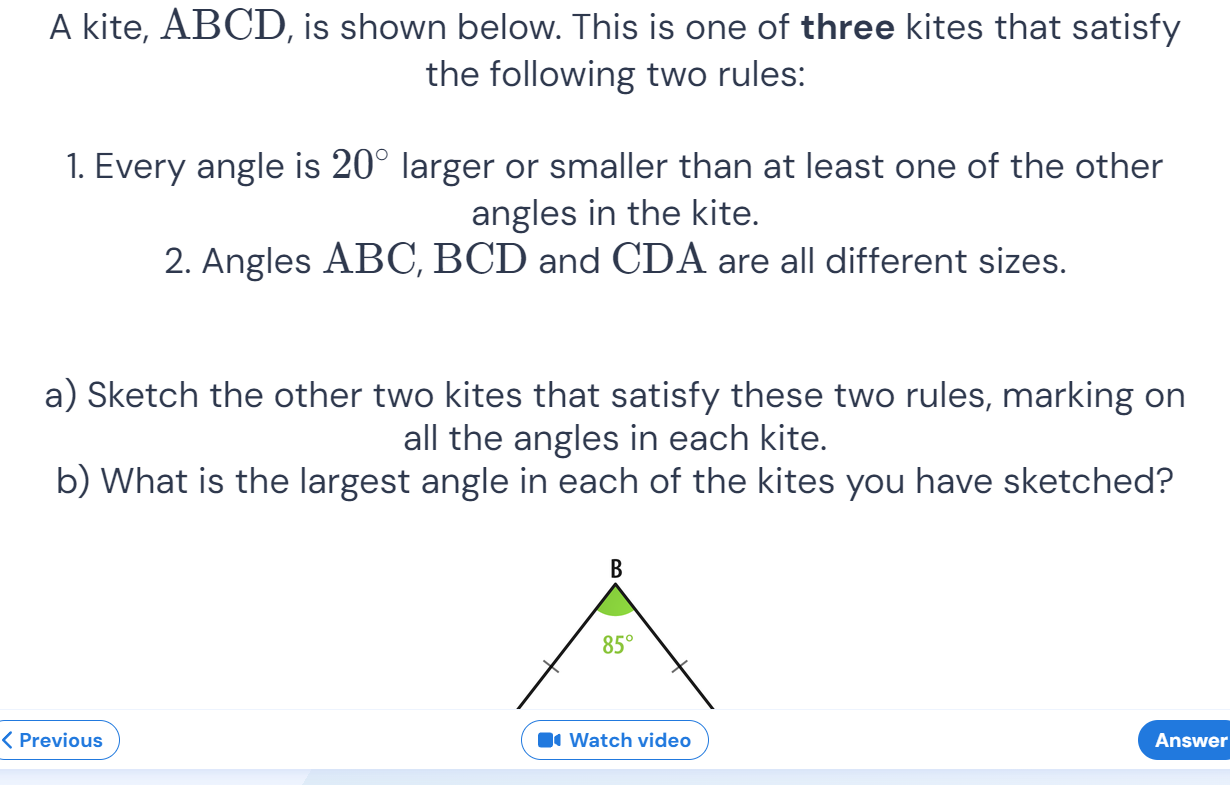 A kite, ABCD, is shown below. This is one of three kites that satisfy
the following two rules:
1. Every angle is 20° larger or smaller than at least one of the other
angles in the kite.
2. Angles ABC, BCD and CDA are all different sizes.
a) Sketch the other two kites that satisfy these two rules, marking on
all the angles in each kite.
b) What is the largest angle in each of the kites you have sketched?
B
85°
Previous
Watch video
Answer